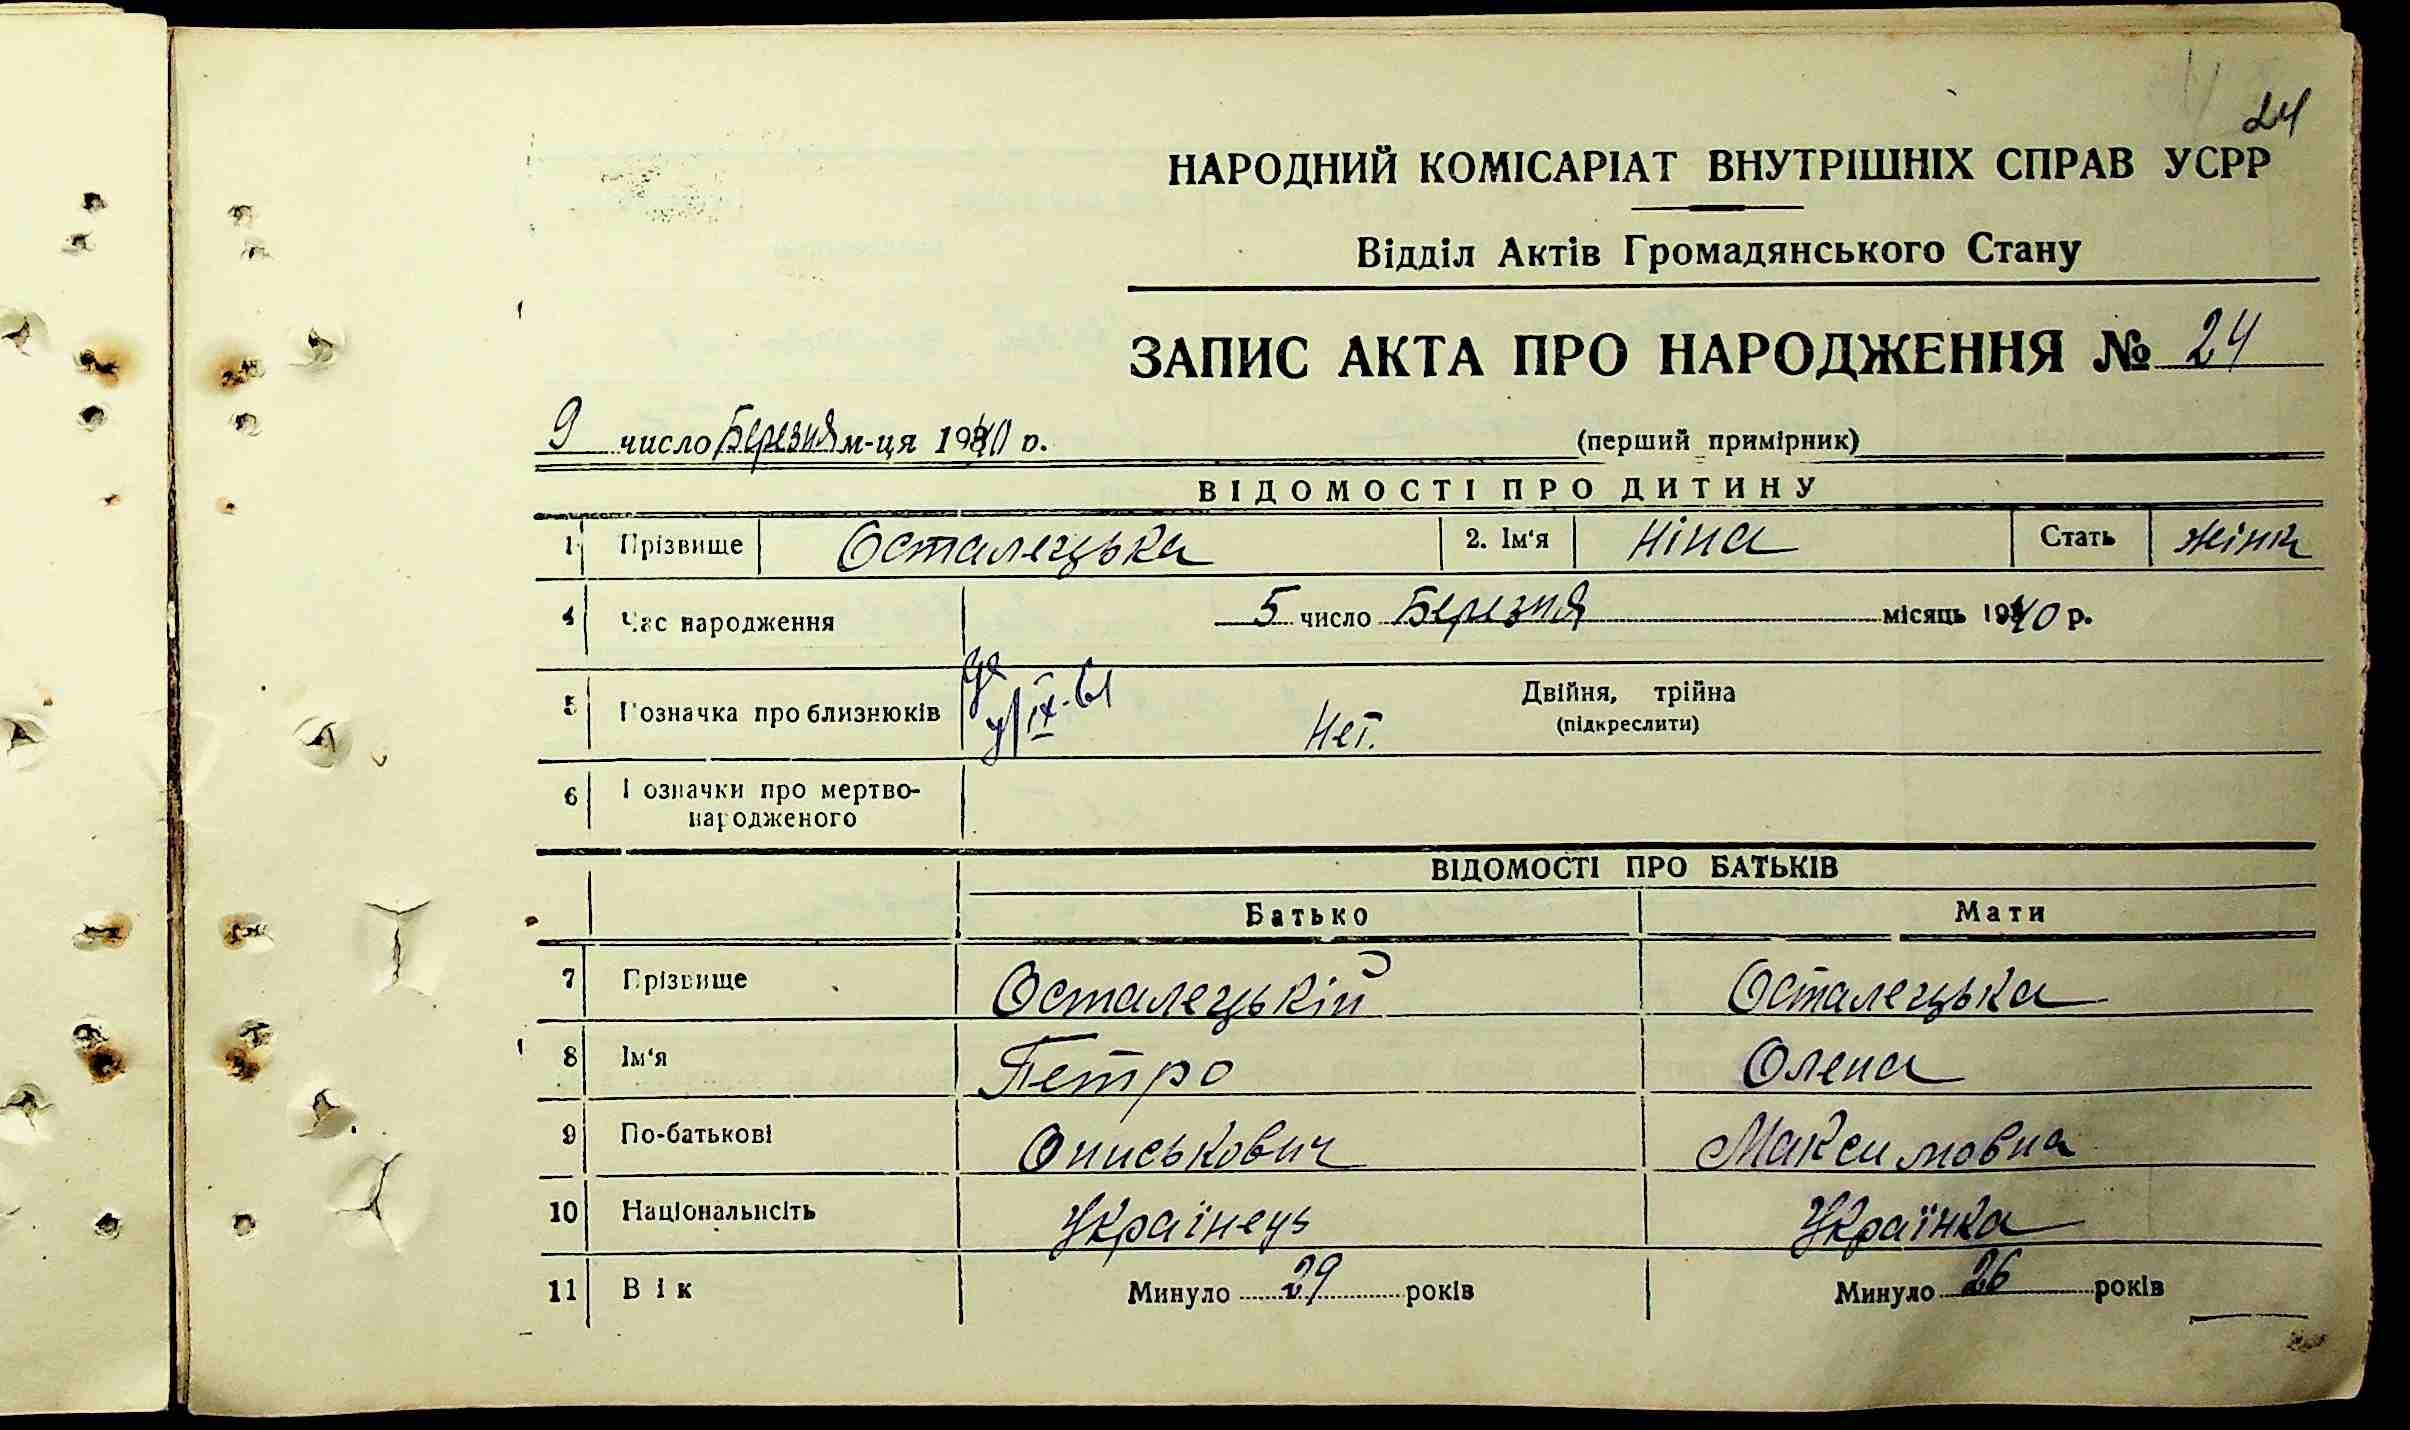 24
НАРОДНИЙ КОМІСАРІАТ ВНУТРІШНІХ СПРАВ УСРР
Відділ Актів Громадянського Стану
ЗАПИС АКТА ПРО НАРОДЖЕННЯ № 24
9 число Березня м-ця 1940 р. (перший примірник)
ВІДОМОСТІ ПРО ДИТИНУ
1 Прізвище Осталецька 2. Ім'я Ніна Стать жінк
4 Час народження 5 число Березня місяць 1940 р.
5 Позначка про близнюків Нет. Двійня, трійна
(підкреслити)
6 Позначки про мертво-
народженого
ВІДОМОСТІ ПРО БАТЬКІВ
Батько Мати
7 Прізвище Осталецькій Осталецька
8 Ім'я Петро Олена
9 По-батькові Ониськович Максимовна
10 Національність Українець Українка
11 Вік Минуло 29 років Минуло 26 років